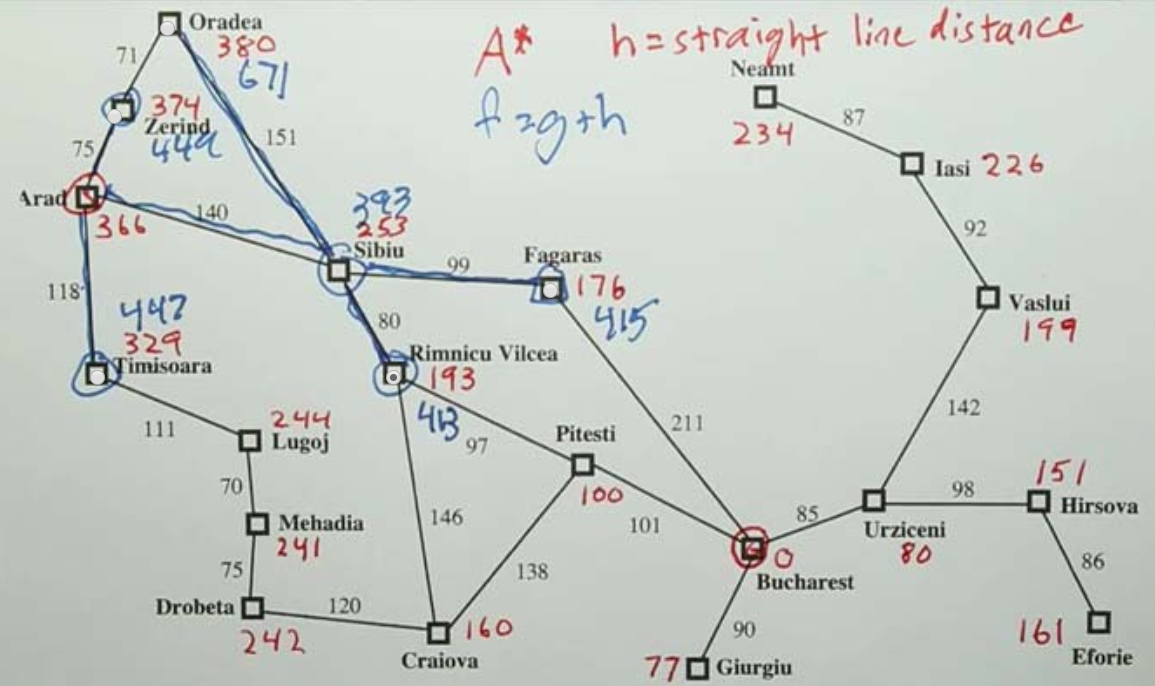 Oradea
380
671
71
A* h=straight line distance
f=g+h
Neamt
234
87
Iasi 226
374
Zerind
449
75
151
Arad
366
140
393
253
Sibiu
99
Fagaras
176
415
92
Vaslui
199
118
447
329
Timisoara
80
Rimnicu Vilcea
193
413
97
111
244
Lugoj
Pitesti
100
211
142
70
Mehadia
241
146
101
85
98
151
Hirsova
Urziceni
80
0
Bucharest
75
Drobeta
242
120
138
160
Craiova
90
77 Giurgiu
86
161
Eforie